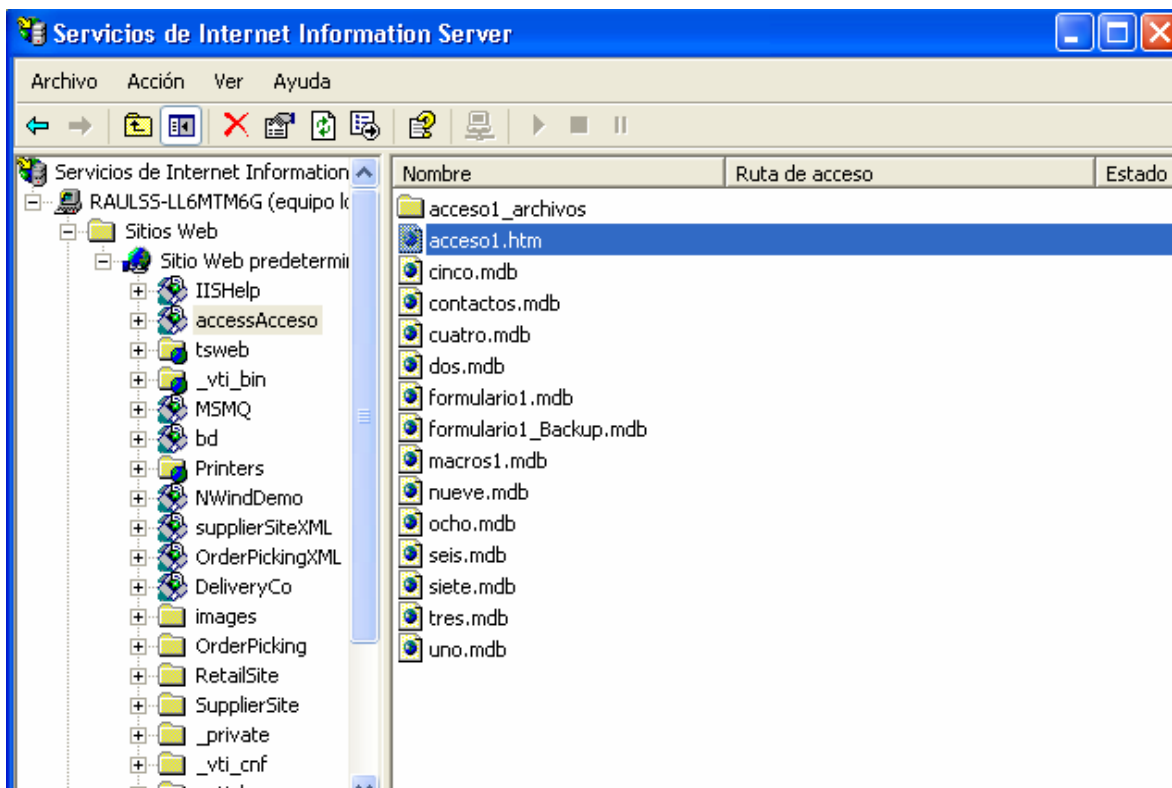 Servicios de Internet Information Server
Archivo Acción Ver Ayuda
Servicios de Internet Information
RAULSS-LL6MTM6G (equipo lo
Sitios Web
Sitio Web predetermi
IISHelp
accessAcceso
tsweb
_vti_bin
MSMQ
bd
Printers
NWindDemo
supplierSiteXML
OrderPickingXML
DeliveryCo
images
OrderPicking
RetailSite
SupplierSite
_private
_vti_cnf
Nombre Ruta de acceso Estado
acceso1_archivos
acceso1.htm
cinco.mdb
contactos.mdb
cuatro.mdb
dos.mdb
formulario1.mdb
formulario1_Backup.mdb
macros1.mdb
nueve.mdb
ocho.mdb
seis.mdb
siete.mdb
tres.mdb
uno.mdb